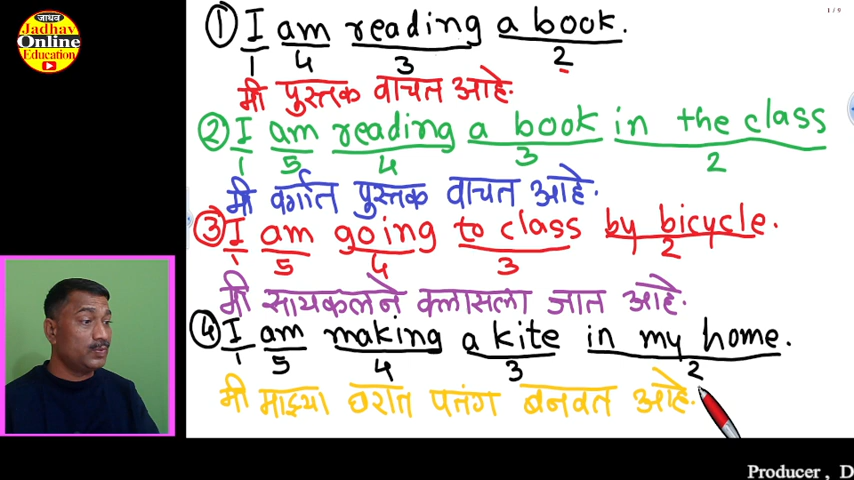 जाधव
Jadhav
Online
Education
1 / 9
① I am reading a book.
1 4 3 2
मी पुस्तक वाचत आहे.
② I am reading a book in the class
1 5 4 3 2
मी वर्गात पुस्तक वाचत आहे.
③ I am going to class by bicycle.
1 5 4 3 2
मी सायकलने क्लासला जात आहे.
④ I am making a kite in my home.
1 5 4 3 2
मी माझ्या घरात पतंग बनवत आहे.
Producer , D